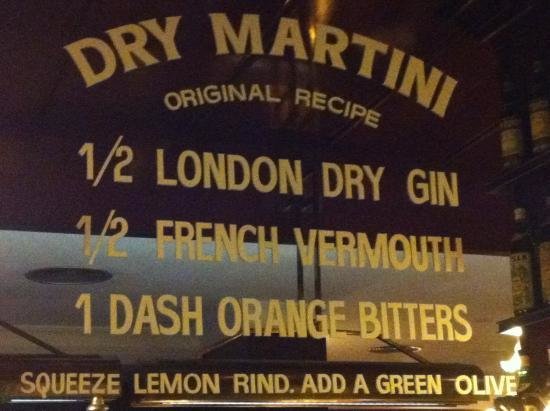 DRY MARTINI
ORIGINAL RECIPE
1/2 LONDON DRY GIN
1/2 FRENCH VERMOUTH
1 DASH ORANGE BITTERS
SQUEEZE LEMON RIND. ADD A GREEN OLIVE